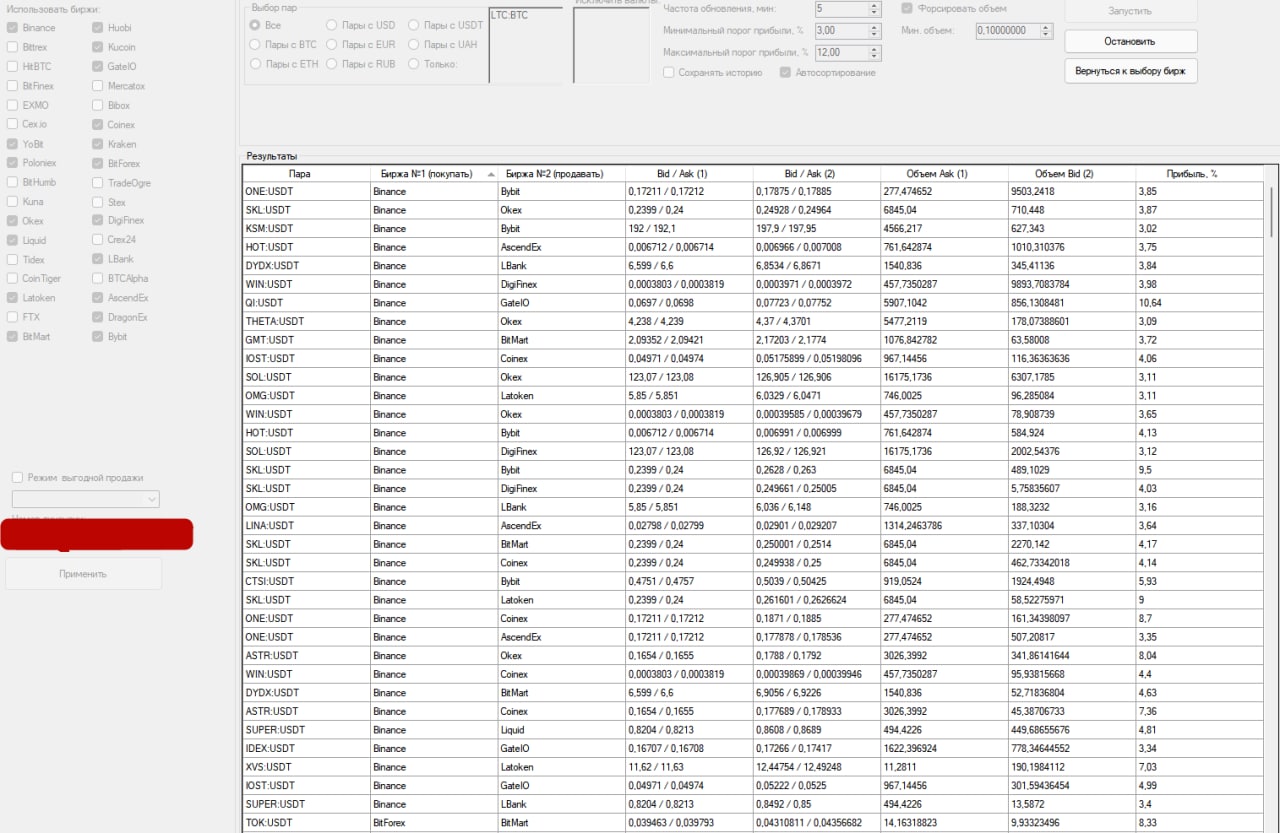 Использовать биржи:
Binance Huobi
Bittrex Kucoin
HitBTC GateIO
BitFinex Mercatox
EXMO Bibox
Cex.io Coinex
YoBit Kraken
Poloniex BitForex
BitHumb TradeOgre
Kuna Stex
Okex DigiFinex
Liquid Crex24
Tidex LBank
CoinTiger BTCAlpha
Latoken AscendEx
FTX DragonEx
BitMart Bybit
Режим выгодной продажи
Применить
Выбор пар
Все Пары с USD Пары с USDT
Пары с BTC Пары с EUR Пары с UAH
Пары с ETH Пары с RUB Только:
LTC:BTC
Исключить валюты:
Частота обновления, мин: 5
Минимальный порог прибыли, % 3,00
Максимальный порог прибыли, % 12,00
Сохранять историю Автосортирование
Форсировать объем
Мин. объем: 0,10000000
Запустить
Остановить
Вернуться к выбору бирж
Результаты
Пара Биржа №1 (покупать) Биржа №2 (продавать) Bid / Ask (1) Bid / Ask (2) Объем Ask (1) Объем Bid (2) Прибыль, %
ONE:USDT Binance Bybit 0,17211 / 0,17212 0,17875 / 0,17885 277,474652 9503,2418 3,85
SKL:USDT Binance Okex 0,2399 / 0,24 0,24928 / 0,24964 6845,04 710,448 3,87
KSM:USDT Binance Bybit 192 / 192,1 197,9 / 197,95 4566,217 627,343 3,02
HOT:USDT Binance AscendEx 0,006712 / 0,006714 0,006966 / 0,007008 761,642874 1010,310376 3,75
DYDX:USDT Binance LBank 6,599 / 6,6 6,8534 / 6,8671 1540,836 345,41136 3,84
WIN:USDT Binance DigiFinex 0,0003803 / 0,0003819 0,0003971 / 0,0003972 457,7350287 9893,7083784 3,98
QI:USDT Binance GateIO 0,0697 / 0,0698 0,07723 / 0,07752 5907,1042 856,1308481 10,64
THETA:USDT Binance Okex 4,238 / 4,239 4,37 / 4,3701 5477,2119 178,07388601 3,09
GMT:USDT Binance BitMart 2,09352 / 2,09421 2,17203 / 2,1774 1076,842782 63,58008 3,72
IOST:USDT Binance Coinex 0,04971 / 0,04974 0,05175899 / 0,05198096 967,14456 116,36363636 4,06
SOL:USDT Binance Okex 123,07 / 123,08 126,905 / 126,906 16175,1736 6307,1785 3,11
OMG:USDT Binance Latoken 5,85 / 5,851 6,0329 / 6,0471 746,0025 96,285084 3,11
WIN:USDT Binance Okex 0,0003803 / 0,0003819 0,00039585 / 0,00039679 457,7350287 78,908739 3,65
HOT:USDT Binance Bybit 0,006712 / 0,006714 0,006991 / 0,006999 761,642874 584,924 4,13
SOL:USDT Binance DigiFinex 123,07 / 123,08 126,92 / 126,921 16175,1736 2002,54376 3,12
SKL:USDT Binance Bybit 0,2399 / 0,24 0,2628 / 0,263 6845,04 489,1029 9,5
SKL:USDT Binance DigiFinex 0,2399 / 0,24 0,249661 / 0,25005 6845,04 5,75835607 4,03
OMG:USDT Binance LBank 5,85 / 5,851 6,036 / 6,148 746,0025 188,3232 3,16
LINA:USDT Binance AscendEx 0,02798 / 0,02799 0,02901 / 0,029207 1314,2463786 337,10304 3,64
SKL:USDT Binance BitMart 0,2399 / 0,24 0,250001 / 0,2514 6845,04 2270,142 4,17
SKL:USDT Binance Coinex 0,2399 / 0,24 0,249938 / 0,25 6845,04 462,73342018 4,14
CTSI:USDT Binance Bybit 0,4751 / 0,4757 0,5039 / 0,50425 919,0524 1924,4948 5,93
SKL:USDT Binance Latoken 0,2399 / 0,24 0,261601 / 0,2626624 6845,04 58,52275971 9
ONE:USDT Binance Coinex 0,17211 / 0,17212 0,1871 / 0,1885 277,474652 161,34398097 8,7
ONE:USDT Binance AscendEx 0,17211 / 0,17212 0,177878 / 0,178536 277,474652 507,20817 3,35
ASTR:USDT Binance Okex 0,1654 / 0,1655 0,1788 / 0,1792 3026,3992 341,86141644 8,04
WIN:USDT Binance Coinex 0,0003803 / 0,0003819 0,00039869 / 0,00039946 457,7350287 95,93815668 4,4
DYDX:USDT Binance BitMart 6,599 / 6,6 6,9056 / 6,9226 1540,836 52,71836804 4,63
ASTR:USDT Binance Coinex 0,1654 / 0,1655 0,177689 / 0,178933 3026,3992 45,38706733 7,36
SUPER:USDT Binance Liquid 0,8204 / 0,8213 0,8608 / 0,8689 494,4226 449,68655676 4,81
IDEX:USDT Binance GateIO 0,16707 / 0,16708 0,17266 / 0,17417 1622,396924 778,34644552 3,34
XVS:USDT Binance Latoken 11,62 / 11,63 12,44754 / 12,49248 11,2811 190,1984112 7,03
IOST:USDT Binance GateIO 0,04971 / 0,04974 0,05222 / 0,0525 967,14456 301,59436454 4,99
SUPER:USDT Binance LBank 0,8204 / 0,8213 0,8492 / 0,85 494,4226 13,5872 3,4
TOK:USDT BitForex BitMart 0,039463 / 0,039793 0,04310811 / 0,04356682 14,16318823 9,93323496 8,33